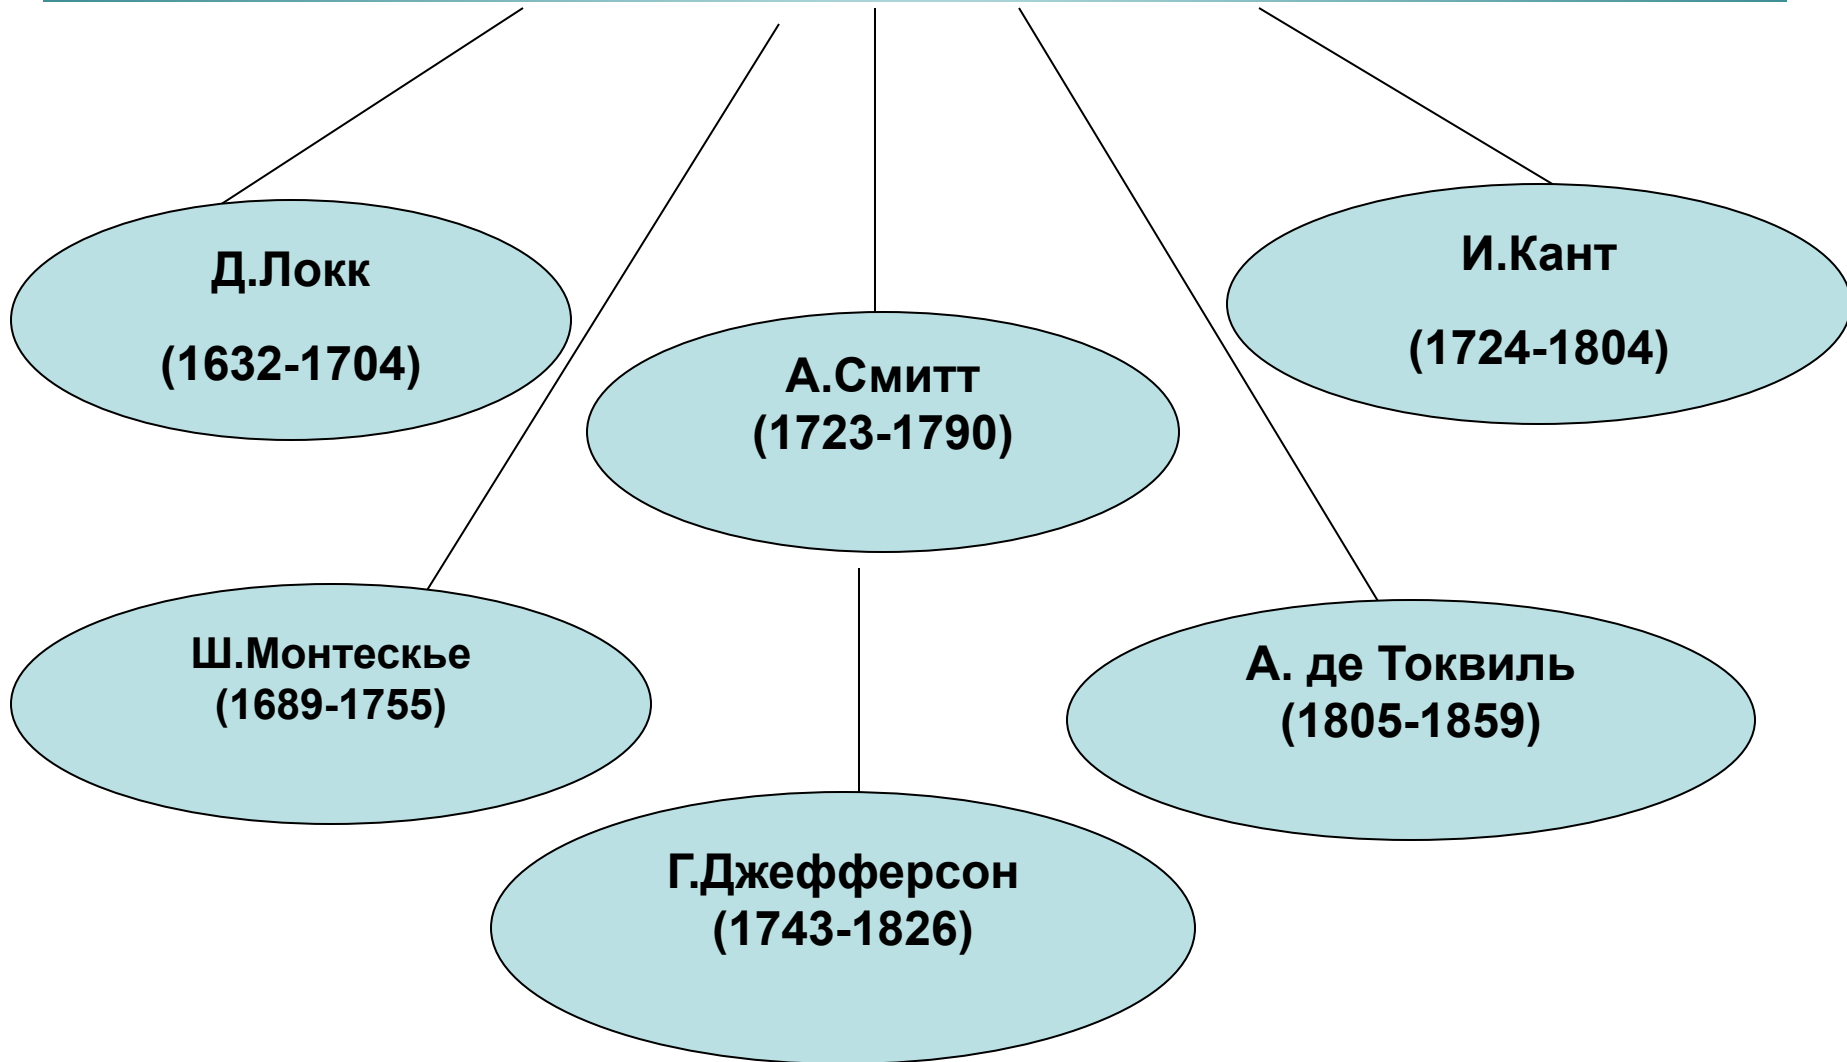 Д.Локк
(1632-1704)
И.Кант
(1724-1804)
А.Смитт
(1723-1790)
Ш.Монтескье
(1689-1755)
А. де Токвиль
(1805-1859)
Г.Джефферсон
(1743-1826)